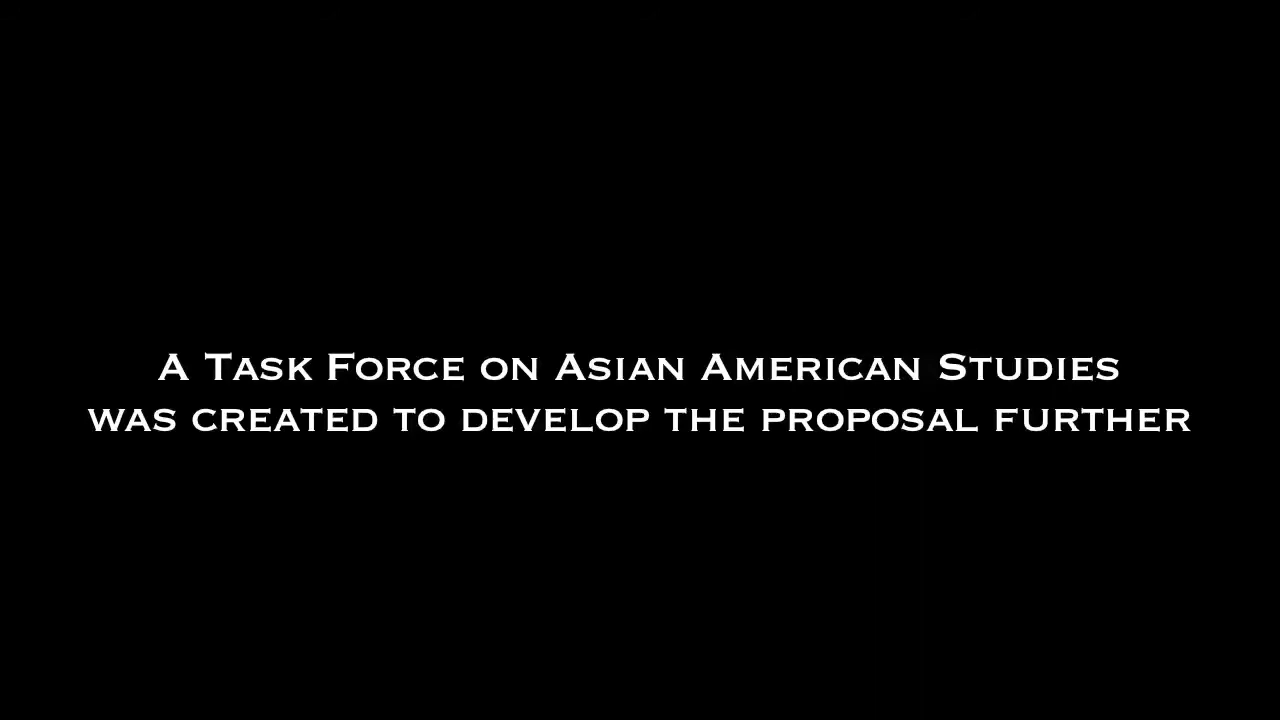 A Task Force on Asian American Studies
was created to develop the proposal further